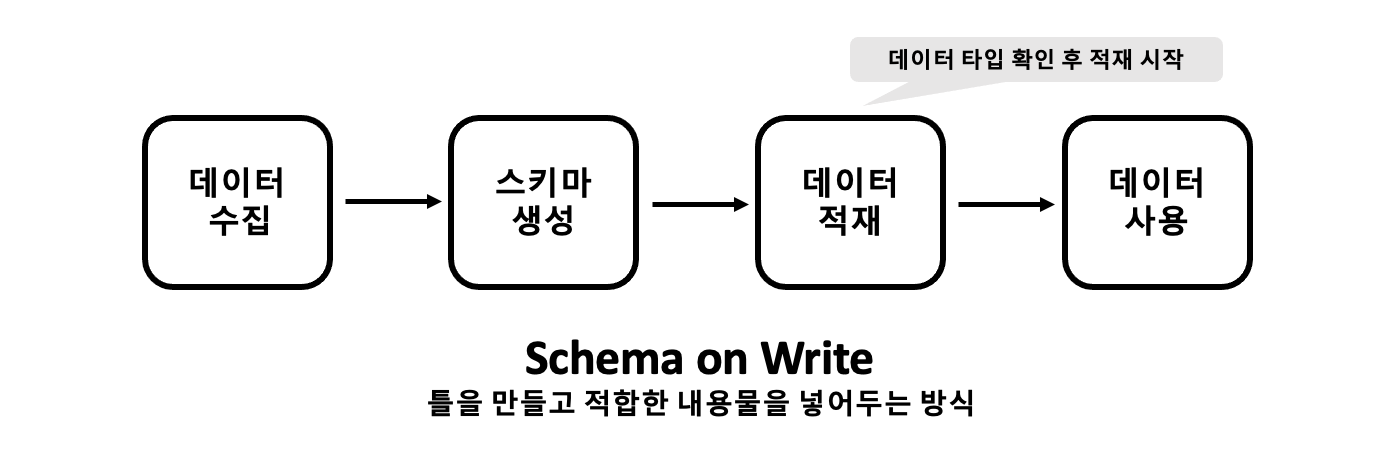 데이터 타입 확인 후 적재 시작
데이터
수집
스키마
생성
데이터
적재
데이터
사용
Schema on Write
틀을 만들고 적합한 내용물을 넣어두는 방식